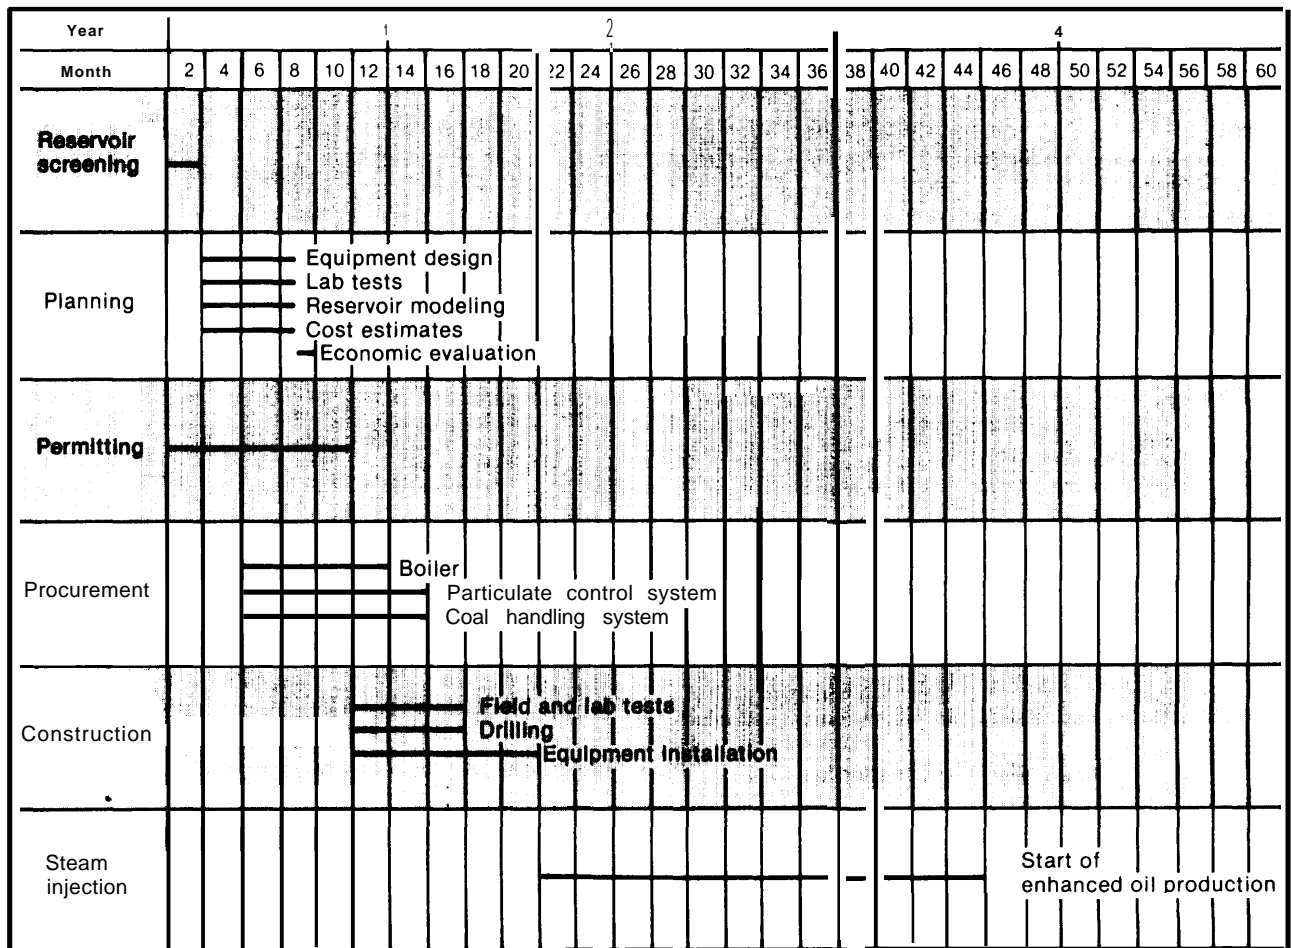 Year 1 2 4
Month 2 4 6 8 10 12 14 16 18 20 22 24 26 28 30 32 34 36 38 40 42 44 46 48 50 52 54 56 58 60
Reservoir
screening
Planning
Equipment design
Lab tests
Reservoir modeling
Cost estimates
Economic evaluation
Permitting
Procurement
Boiler
Particulate control system
Coal handling system
Construction
Field and lab tests
Drilling
Equipment installation
Steam
injection
Start of
enhanced oil production